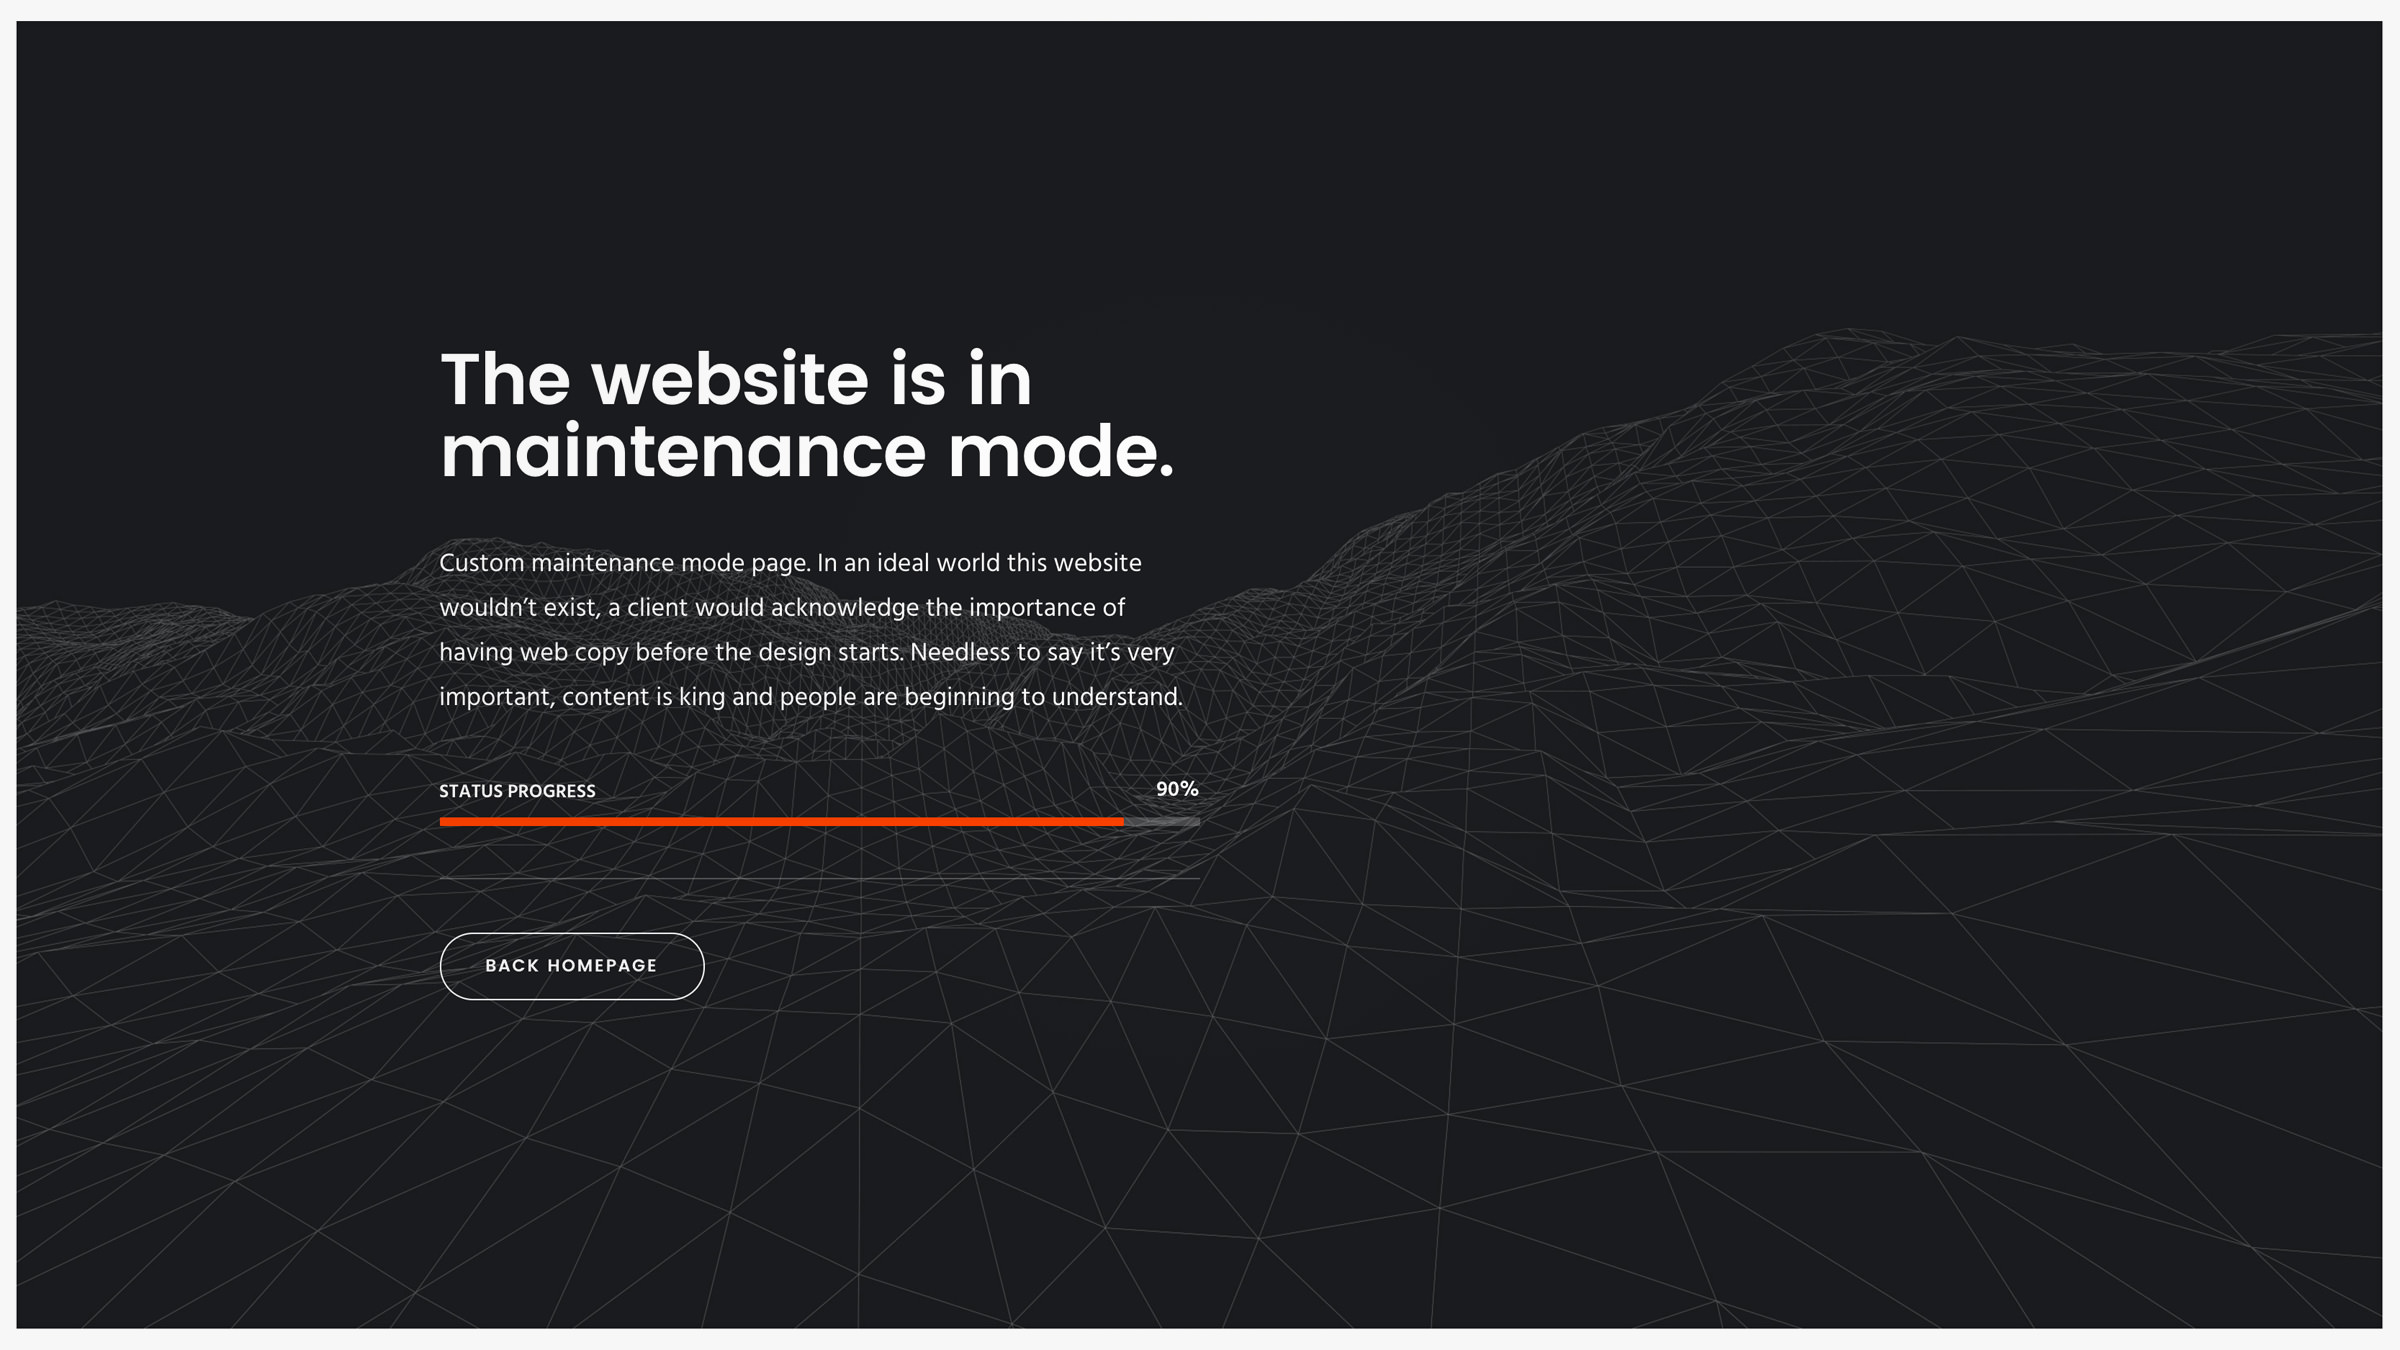 The website is in
maintenance mode.
Custom maintenance mode page. In an ideal world this website
wouldn’t exist, a client would acknowledge the importance of
having web copy before the design starts. Needless to say it’s very
important, content is king and people are beginning to understand.
STATUS PROGRESS 90%
BACK HOMEPAGE